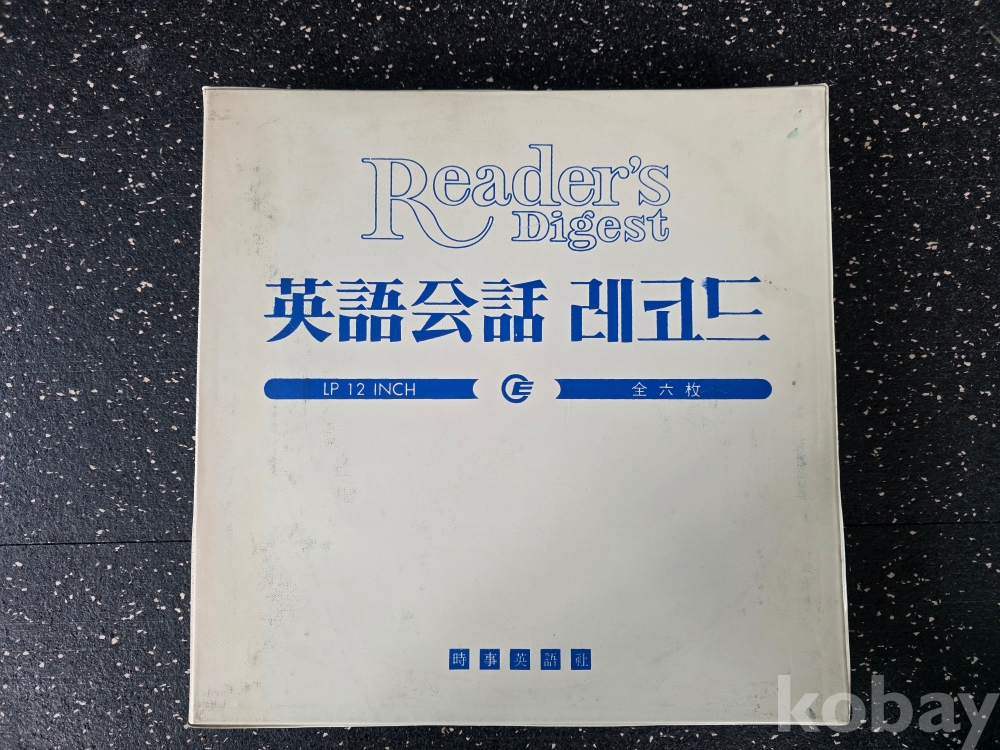 Reader's
Digest
英語会話 레코드
LP 12 INCH 全六枚
時事英語社
kobay